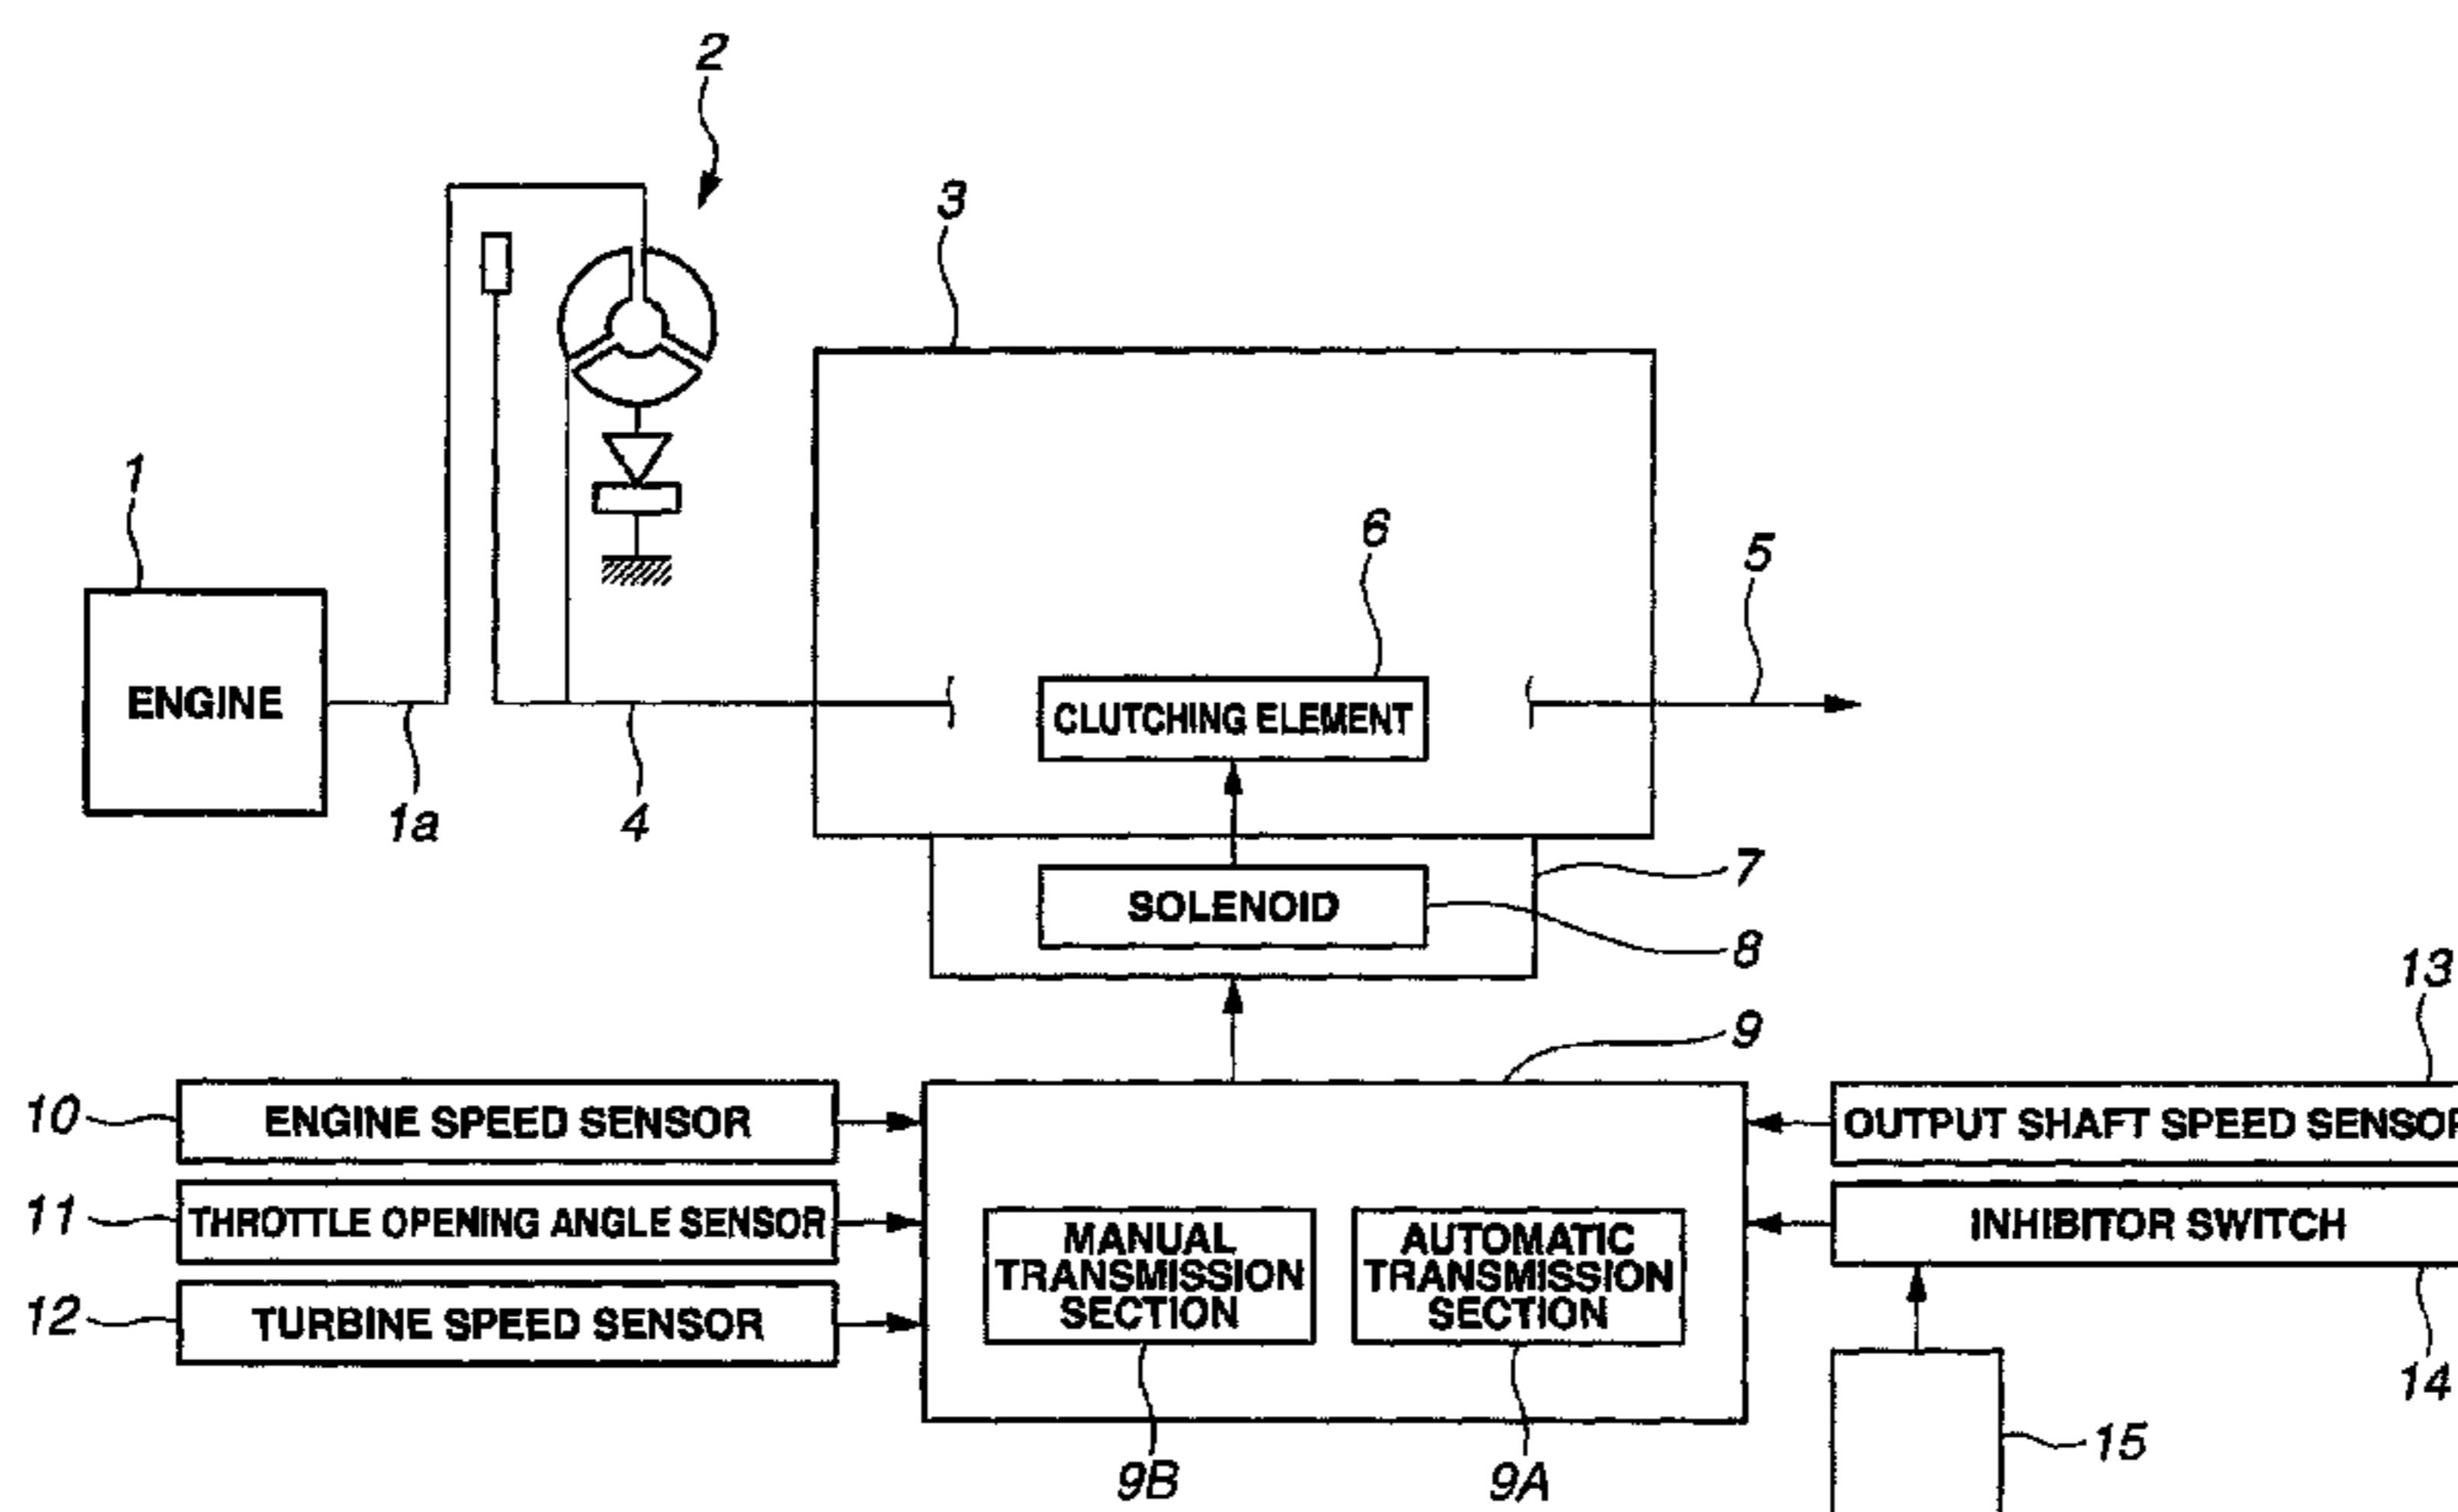 2
3
1
6
5
ENGINE
CLUTCHING ELEMENT
1a
4
7
SOLENOID
8
13
9
10
ENGINE SPEED SENSOR
OUTPUT SHAFT SPEED SENSOR
11
THROTTLE OPENING ANGLE SENSOR
INHIBITOR SWITCH
MANUAL
TRANSMISSION
SECTION
AUTOMATIC
TRANSMISSION
SECTION
12
TURBINE SPEED SENSOR
14
15
9B
9A